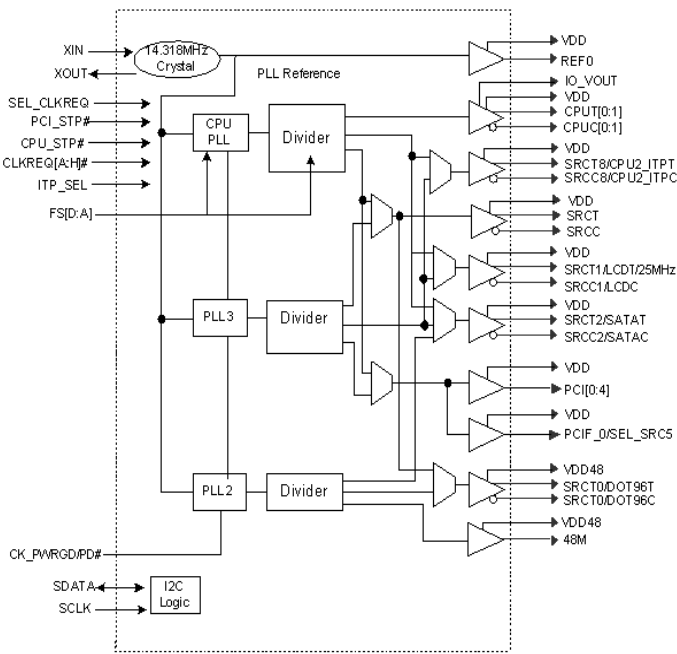 XIN
XOUT
SEL_CLKREQ
PCI_STP#
CPU_STP#
CLKREQ[A:H]#
ITP_SEL
FS[D:A]
CK_PWRGD/PD#
SDATA
SCLK
14.318MHz
Crystal
PLL Reference
CPU
PLL
Divider
PLL3
Divider
PLL2
Divider
I2C
Logic
VDD
REF0
IO_VOUT
VDD
CPUT[0:1]
CPUC[0:1]
VDD
SRCT8/CPU2_ITPT
SRCC8/CPU2_ITPC
VDD
SRCT
SRCC
VDD
SRCT1/LCDT/25MHz
SRCC1/LCDC
VDD
SRCT2/SATAT
SRCC2/SATAC
VDD
PCI[0:4]
VDD
PCIF_0/SEL_SRC5
VDD48
SRCT0/DOT96T
SRCT0/DOT96C
VDD48
48M